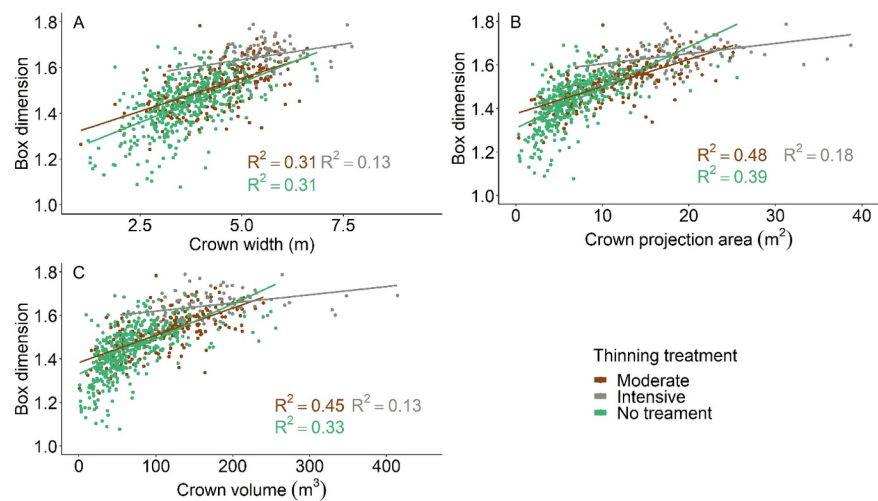 A
Box dimension
1.8
1.6
1.4
1.2
1.0
R² = 0.31 R² = 0.13
R² = 0.31
2.5 5.0 7.5
Crown width (m)
B
Box dimension
1.8
1.6
1.4
1.2
1.0
R² = 0.48 R² = 0.18
R² = 0.39
0 10 20 30 40
Crown projection area (m²)
C
Box dimension
1.8
1.6
1.4
1.2
1.0
R² = 0.45 R² = 0.13
R² = 0.33
0 100 200 300 400
Crown volume (m³)
Thinning treatment
Moderate
Intensive
No treament